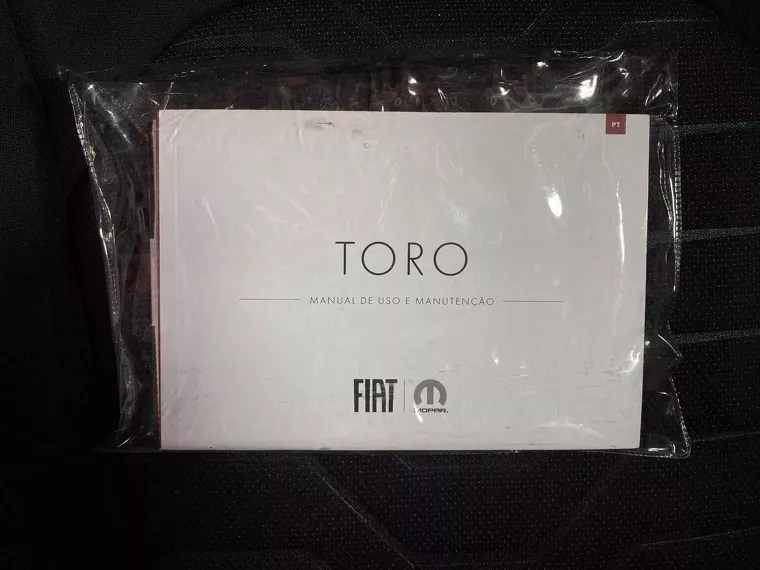 PT
TORO
MANUAL DE USO E MANUTENÇÃO
FIAT
MOPAR